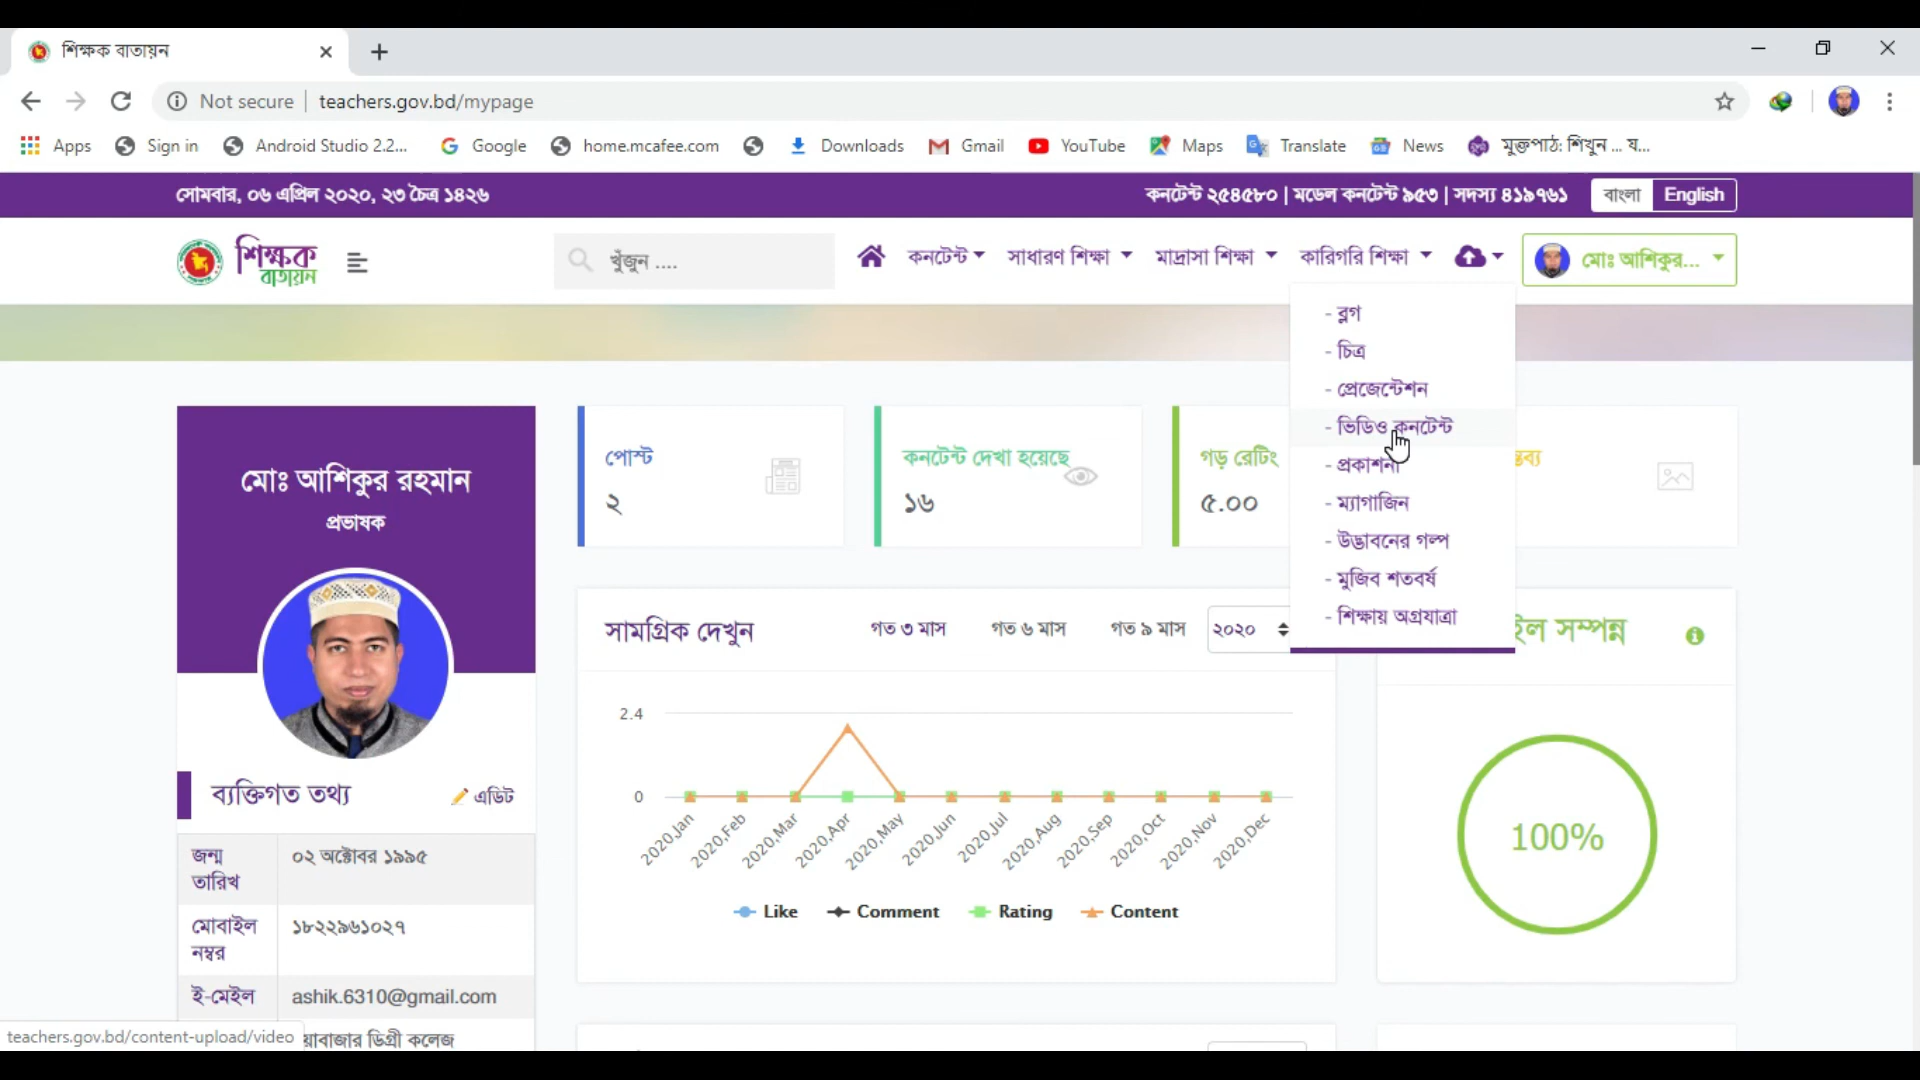 শিক্ষক বাতায়ন
Not secure
teachers.gov.bd/mypage
Apps
Sign in
Android Studio 2.2...
Google
home.mcafee.com
Downloads
Gmail
YouTube
Maps
Translate
News
মুক্তপাঠ: শিখুন ... য...
সোমবার, ০৬ এপ্রিল ২০২০, ২৩ চৈত্র ১৪২৬
কনটেন্ট ২৫৪৫৮০ | মডেল কনটেন্ট ৯৫৩ | সদস্য ৪১৯৭৬১
বাংলা
English
শিক্ষক
বাতায়ন
খুঁজুন ....
কনটেন্ট
সাধারণ শিক্ষা
মাদ্রাসা শিক্ষা
কারিগরি শিক্ষা
মোঃ আশিকুর...
- ব্লগ
- চিত্র
- প্রেজেন্টেশন
- ভিডিও কনটেন্ট
- প্রকাশনা
- ম্যাগাজিন
- উদ্ভাবনের গল্প
- মুজিব শতবর্ষ
- শিক্ষায় অগ্রযাত্রা
মোঃ আশিকুর রহমান
প্রভাষক
পোস্ট
২
কনটেন্ট দেখা হয়েছে
১৬
গড় রেটিং
৫.০০
সামগ্রিক দেখুন
গত ৩ মাস
গত ৬ মাস
গত ৯ মাস
২০২০
সম্পন্ন
2.4
0
2020,Jan
2020,Feb
2020,Mar
2020,Apr
2020,May
2020,Jun
2020,Jul
2020,Aug
2020,Sep
2020,Oct
2020,Nov
2020,Dec
Like
Comment
Rating
Content
100%
ব্যক্তিগত তথ্য
এডিট
জন্ম তারিখ
০২ অক্টোবর ১৯৯৫
মোবাইল নম্বর
১৮২২৯৬১০২৭
ই-মেইল
ashik.6310@gmail.com
ডিগ্রী কলেজ
teachers.gov.bd/content-upload/video